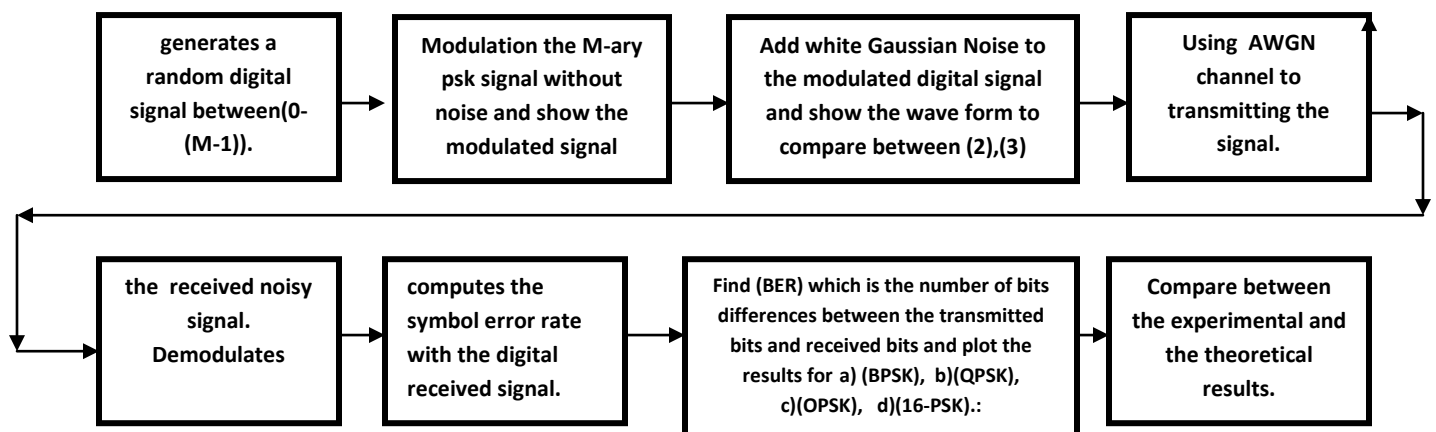 generates a
random digital
signal between(0-
(M-1)).
Modulation the M-ary
psk signal without
noise and show the
modulated signal
Add white Gaussian Noise to
the modulated digital signal
and show the wave form to
compare between (2),(3)
Using AWGN
channel to
transmitting the
signal.
the received noisy
signal.
Demodulates
computes the
symbol error rate
with the digital
received signal.
Find (BER) which is the number of bits
differences between the transmitted
bits and received bits and plot the
results for a) (BPSK), b)(QPSK),
c)(OPSK), d)(16-PSK).:
Compare between
the experimental and
the theoretical
results.